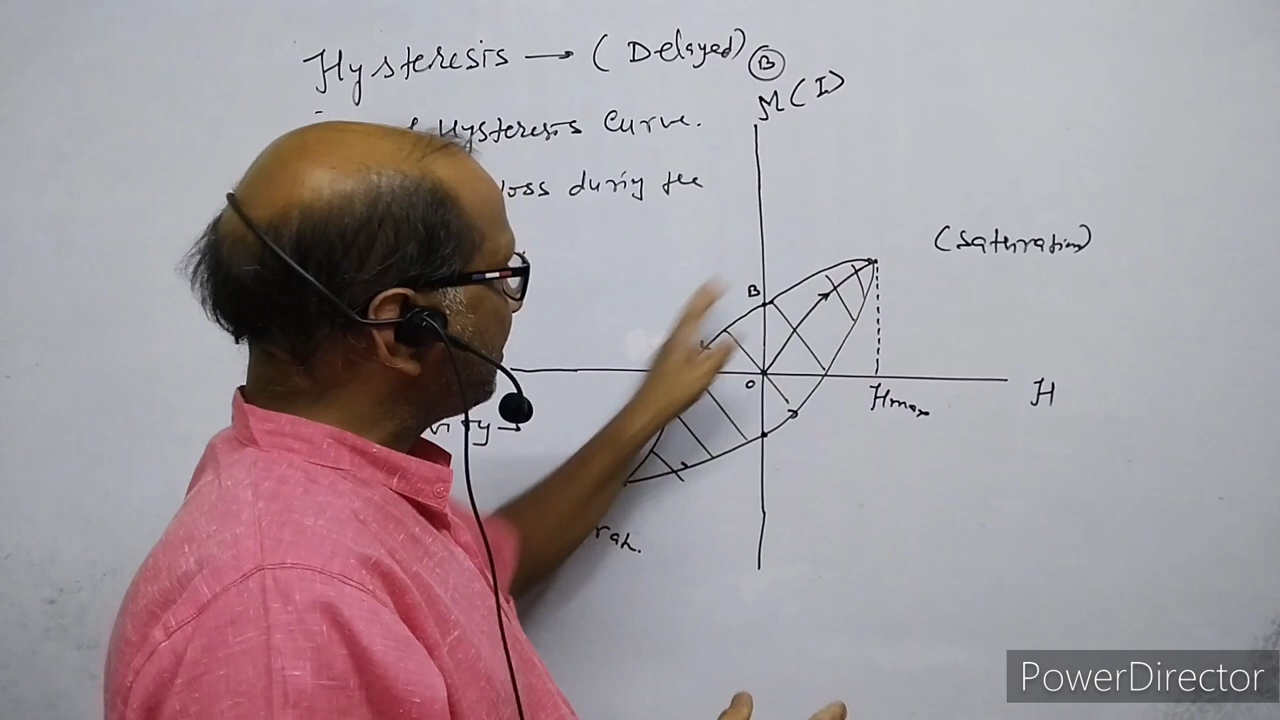 Hysteresis → (Delayed)
B
M(I)
Hysteresis Curve.
loss during the
(Saturation)
B
O
Hmax
H
PowerDirector